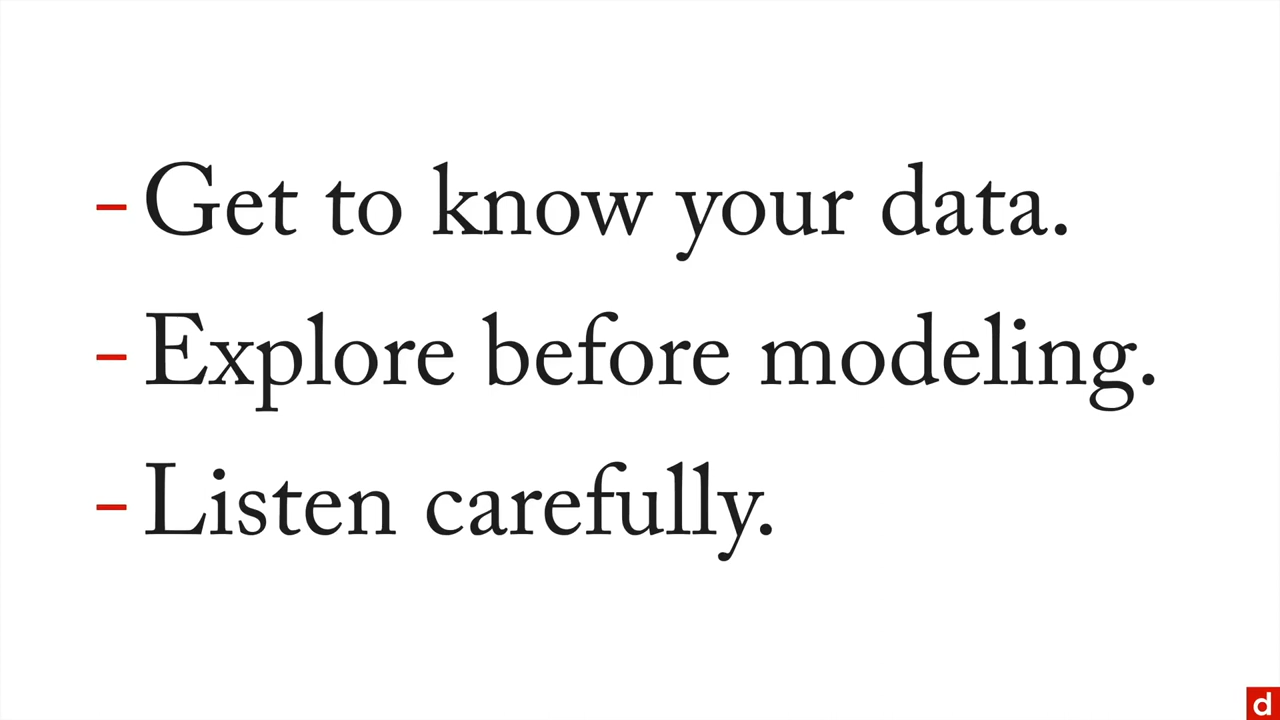 - Get to know your data.
- Explore before modeling.
- Listen carefully.
d